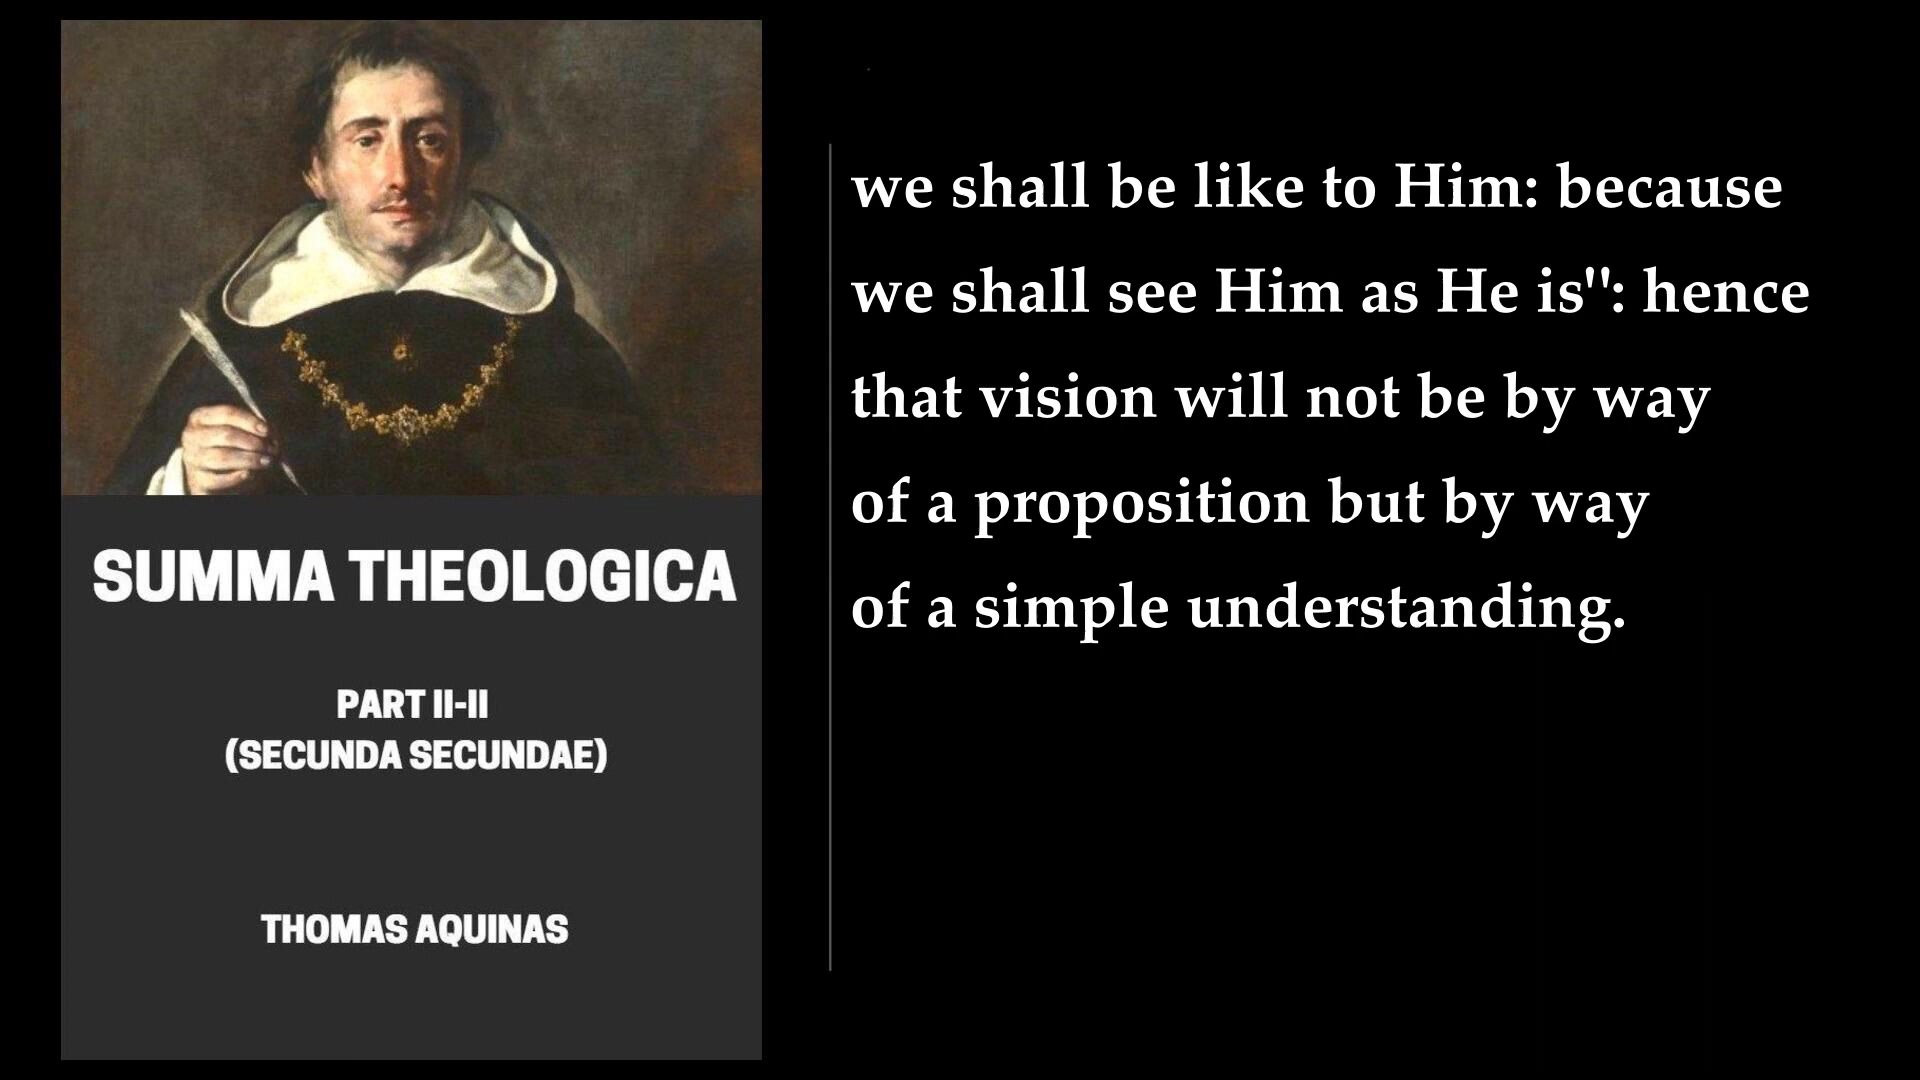 SUMMA THEOLOGICA
PART II-II
(SECUNDA SECUNDAE)
THOMAS AQUINAS
we shall be like to Him: because
we shall see Him as He is": hence
that vision will not be by way
of a proposition but by way
of a simple understanding.